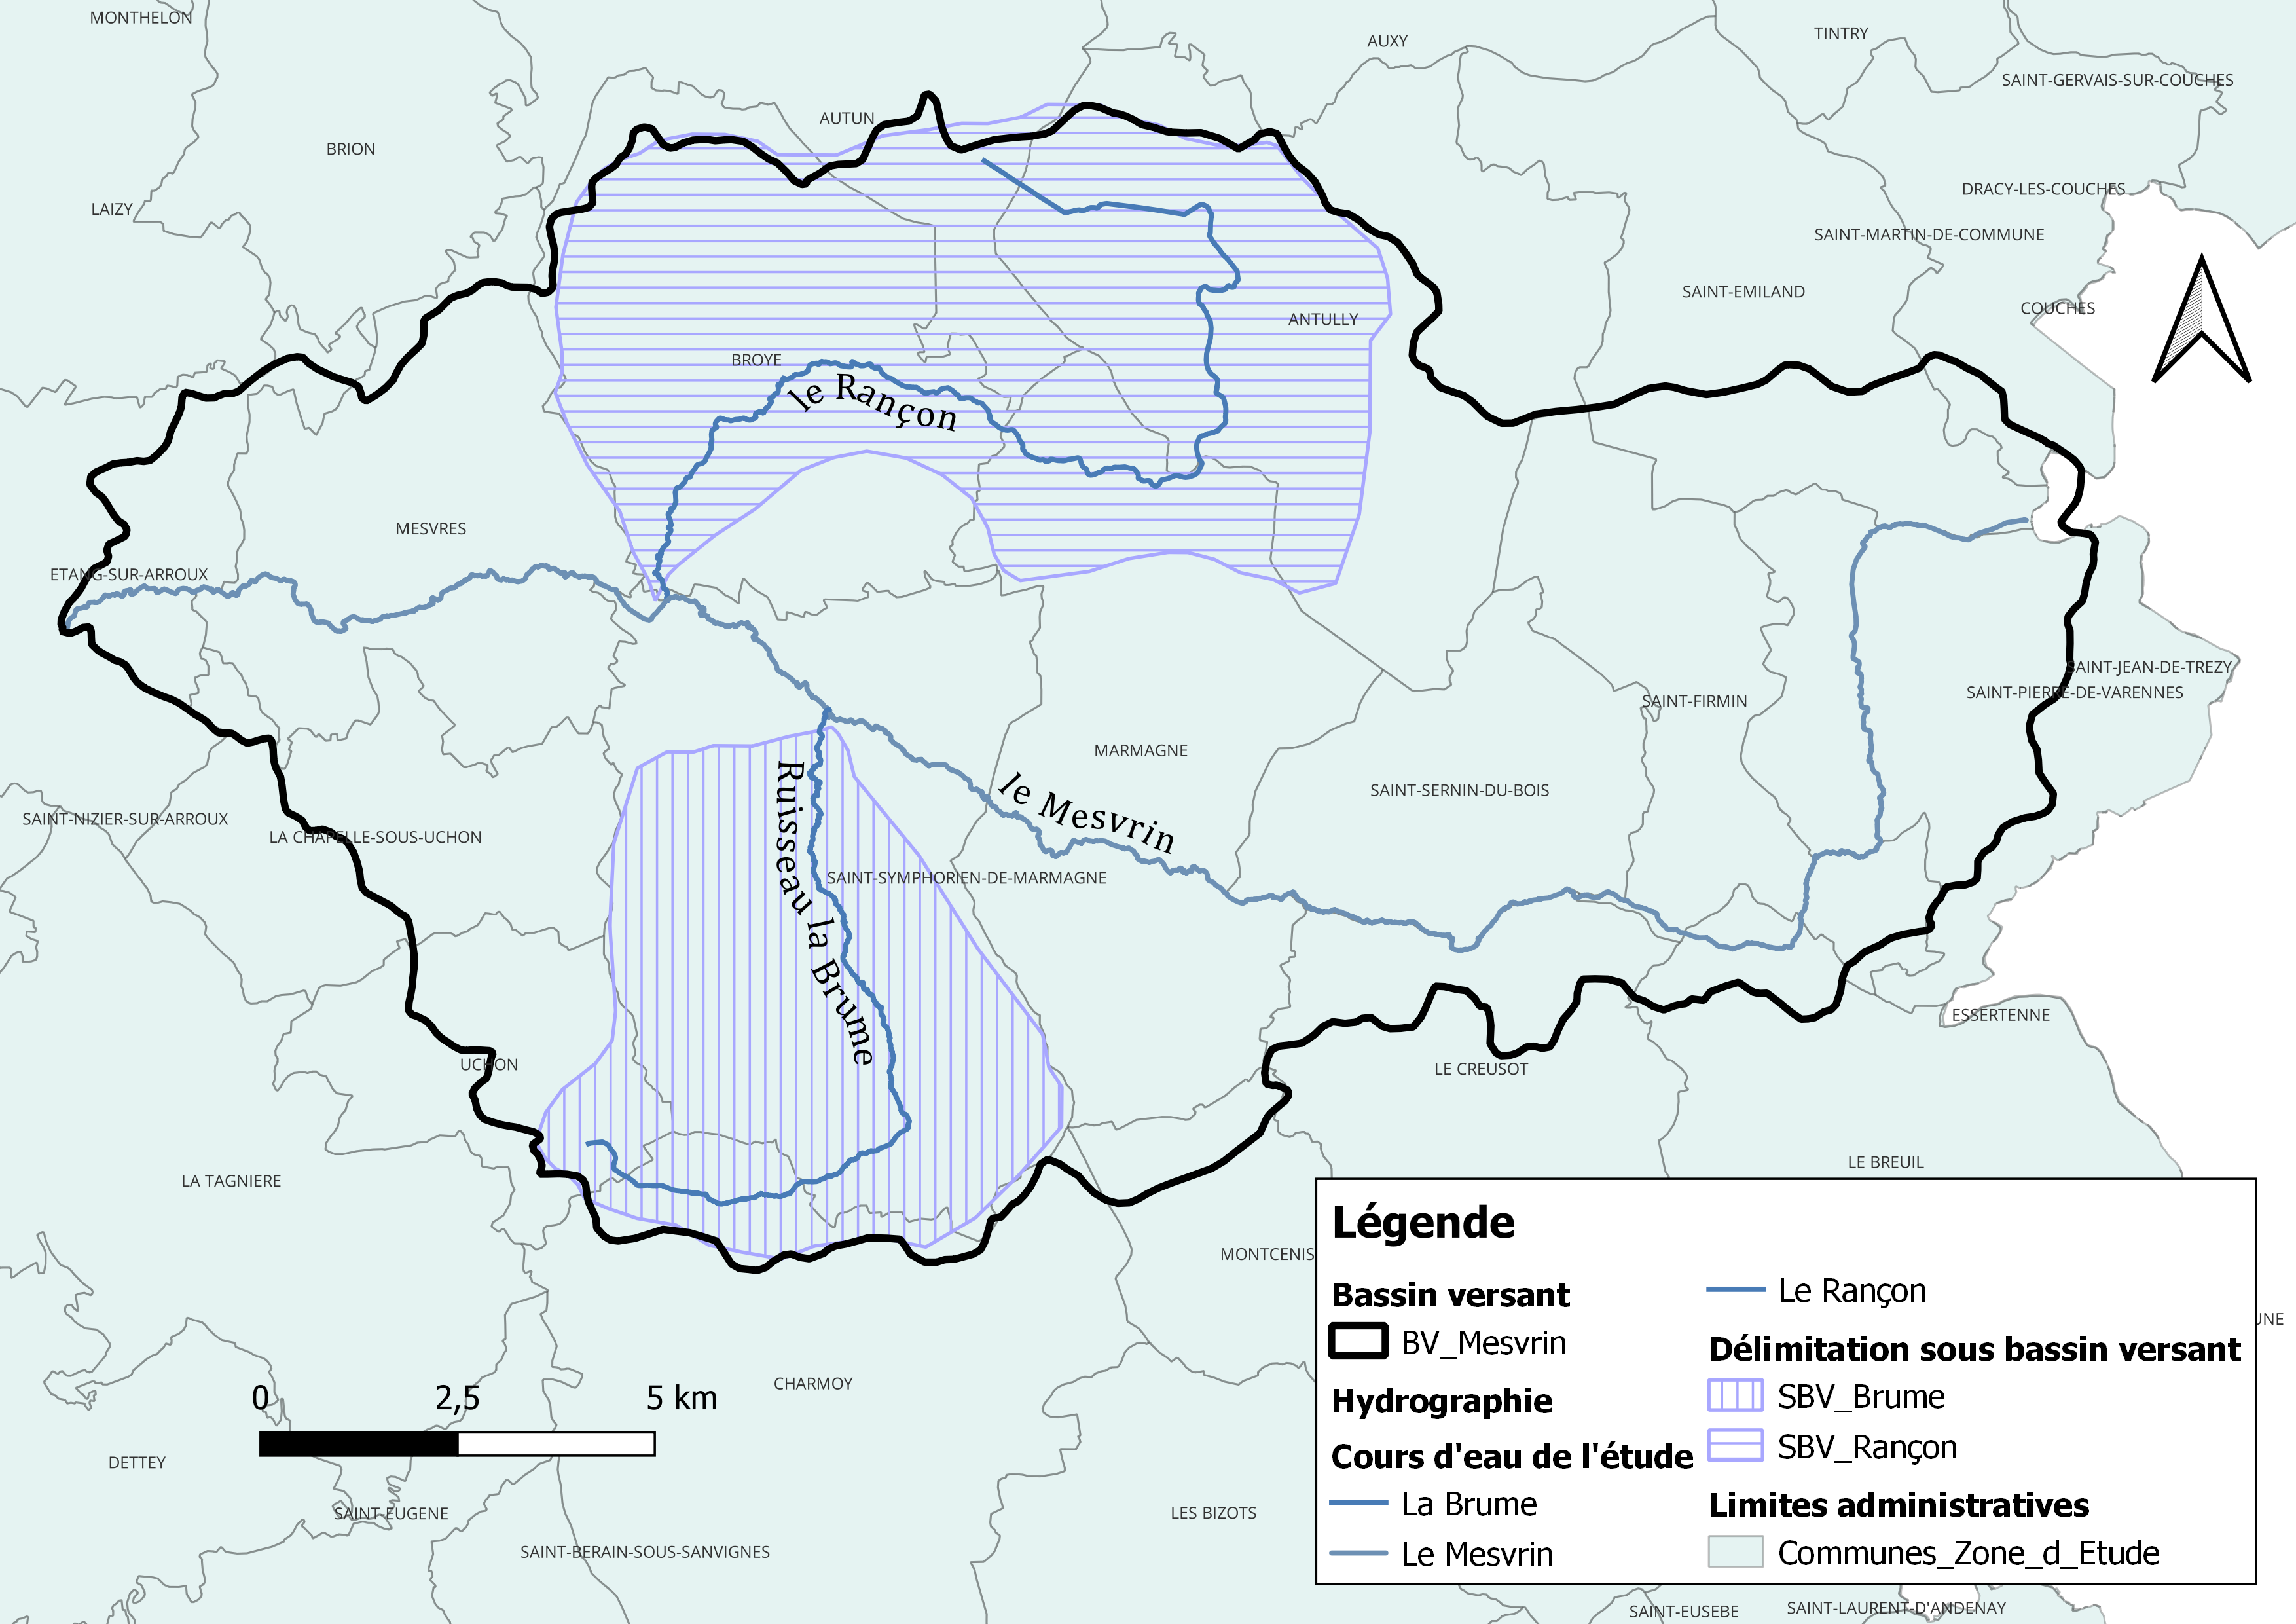 MONTHELON
AUXY
TINTRY
SAINT-GERVAIS-SUR-COUCHES
AUTUN
BRION
DRACY-LES-COUCHES
LAIZY
SAINT-MARTIN-DE-COMMUNE
SAINT-EMILAND
COUCHES
ANTULLY
BROYE
le Rançon
MESVRES
ETANG-SUR-ARROUX
SAINT-JEAN-DE-TREZY
SAINT-PIERRE-DE-VARENNES
SAINT-FIRMIN
MARMAGNE
SAINT-SERNIN-DU-BOIS
le Mesvrin
SAINT-NIZIER-SUR-ARROUX
LA CHAPELLE-SOUS-UCHON
Ruisseau la Brume
SAINT-SYMPHORIEN-DE-MARMAGNE
ESSERTENNE
UCHON
LE CREUSOT
LE BREUIL
LA TAGNIERE
MONTCENIS
CHARMOY
0 2,5 5 km
DETTEY
SAINT-EUGENE
LES BIZOTS
SAINT-BERAIN-SOUS-SANVIGNES
Légende
Bassin versant
BV_Mesvrin
Hydrographie
Cours d'eau de l'étude
La Brume
Le Mesvrin
Le Rançon
Délimitation sous bassin versant
SBV_Brume
SBV_Rançon
Limites administratives
Communes_Zone_d_Etude
SAINT-EUSEBE
SAINT-LAURENT-D'ANDENAY